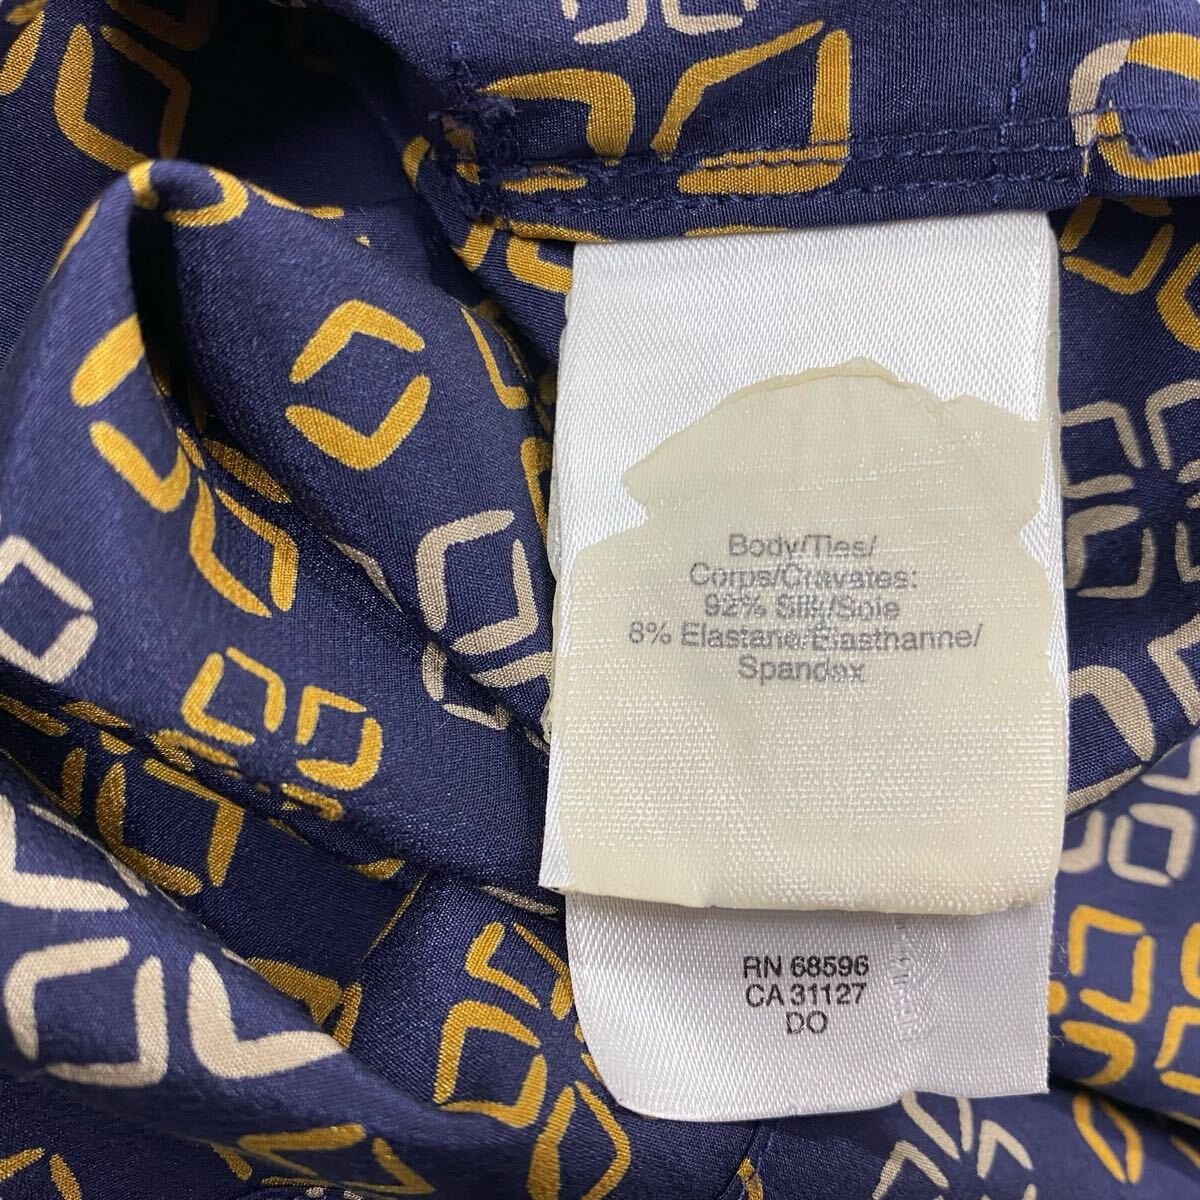 Body/Ties/
Corps/Cravates:
92% Silk/Soie
8% Elastane/Élasthanne/
Spandex
RN 68596
CA 31127
DO